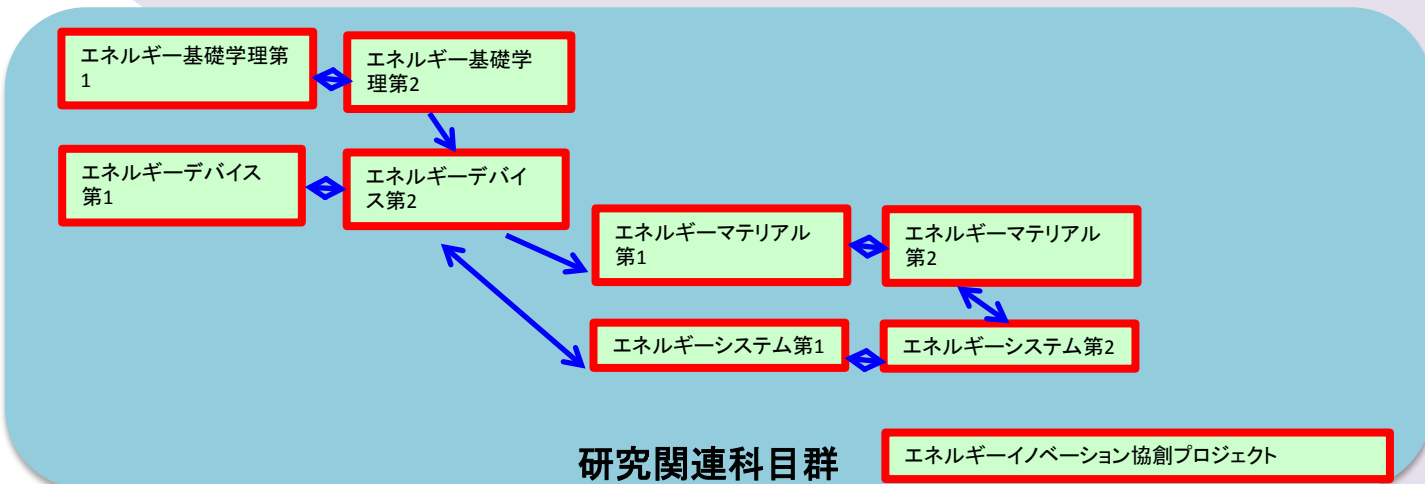 エネルギー基礎学理第
1
エネルギー基礎学
理第2
エネルギーデバイス
第1
エネルギーデバイ
ス第2
エネルギーマテリアル
第1
エネルギーマテリアル
第2
エネルギーシステム第1
エネルギーシステム第2
研究関連科目群
エネルギーイノベーション協創プロジェクト